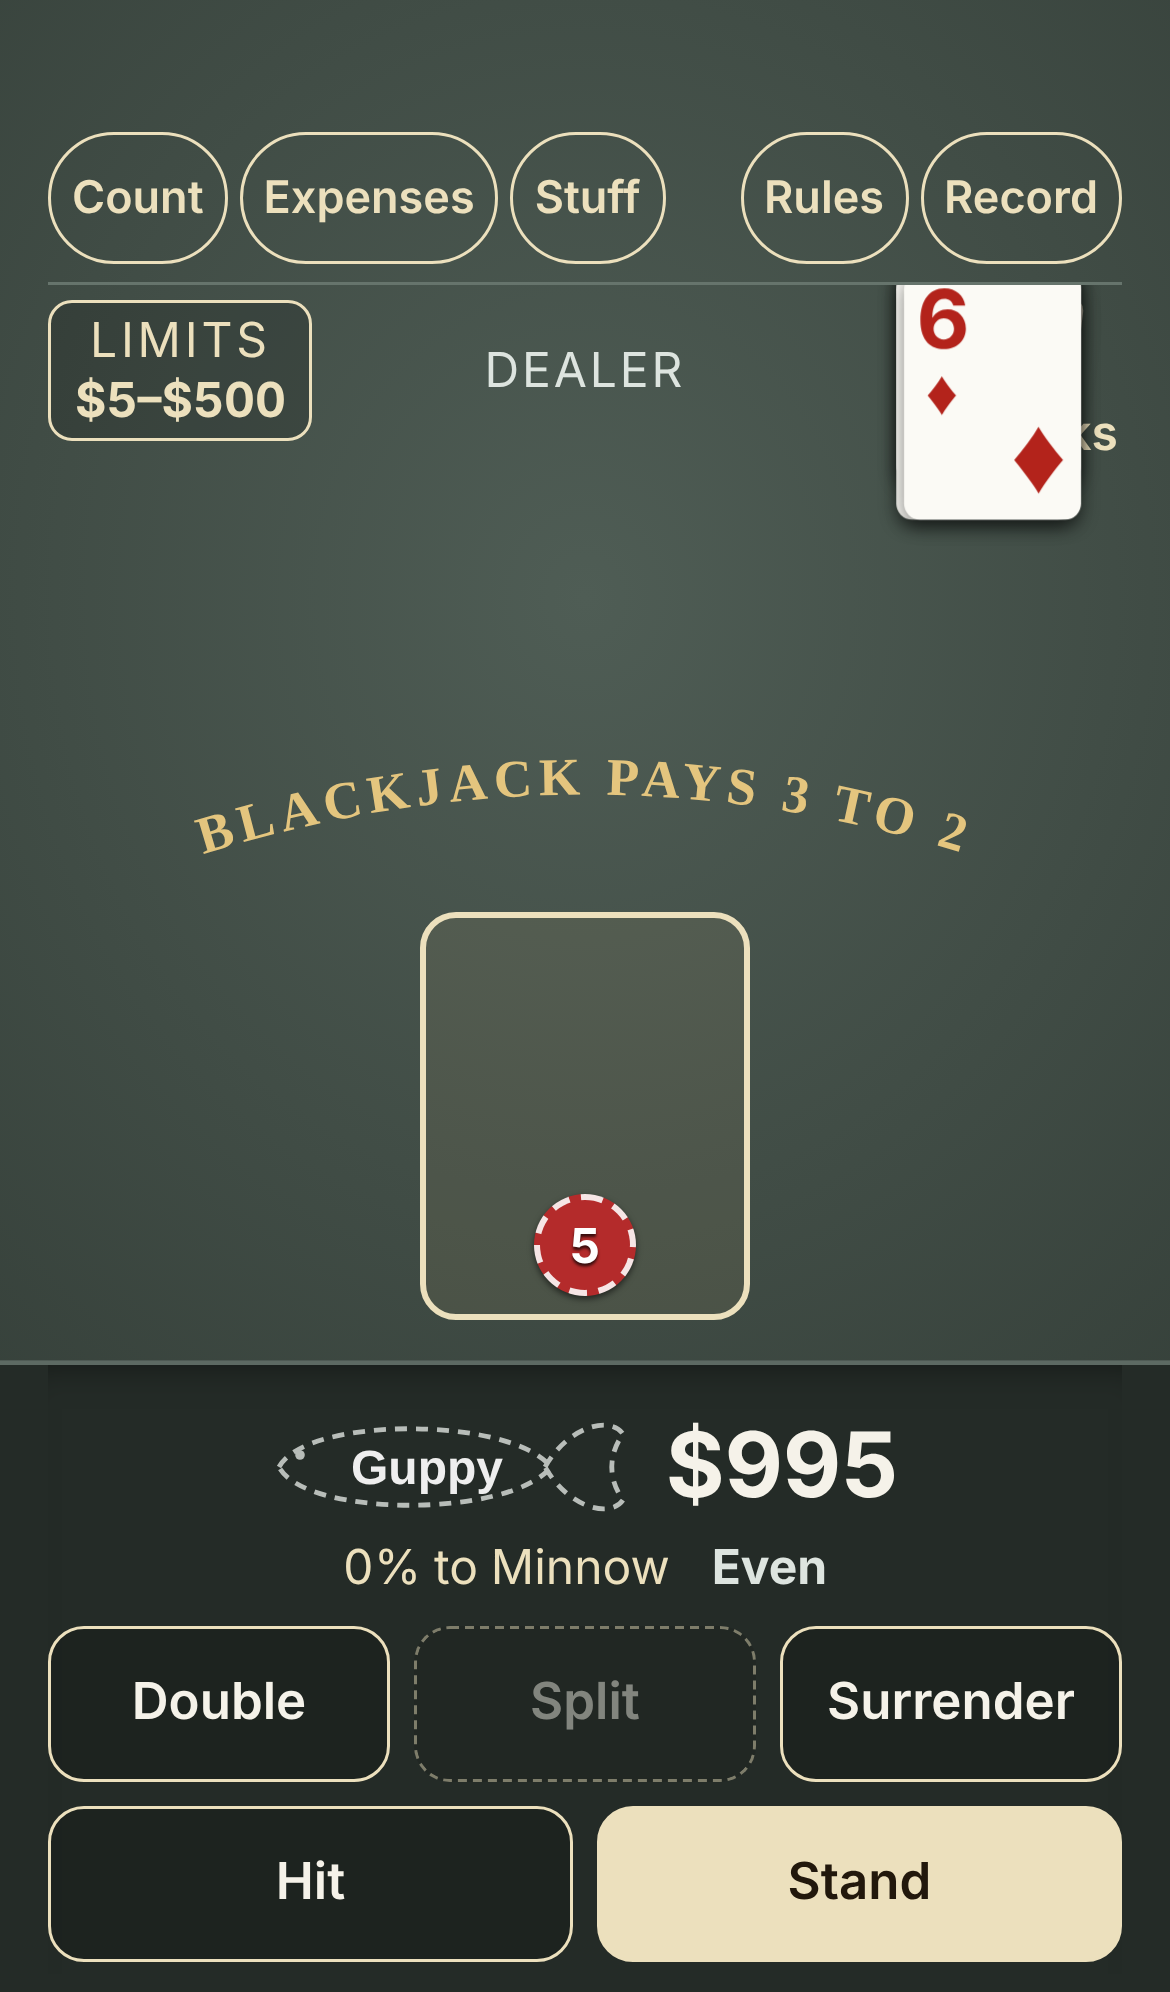 Count Expenses Stuff Rules Record
LIMITS
$5–$500
DEALER
6
BLACKJACK PAYS 3 TO 2
5
Guppy $995
0% to Minnow Even
Double Split Surrender
Hit Stand